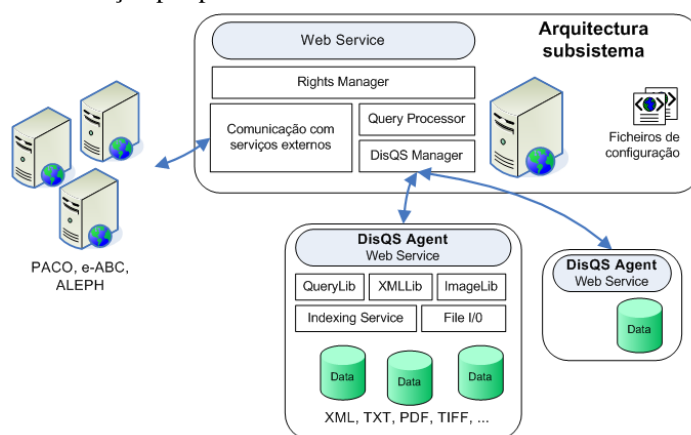 Web Service
Arquitectura
subsistema
Rights Manager
Comunicação com
serviços externos
Query Processor
DisQS Manager
Ficheiros de
configuração
PACO, e-ABC,
ALEPH
DisQS Agent
Web Service
QueryLib
XMLLib
ImageLib
Indexing Service
File I/0
Data
Data
Data
XML, TXT, PDF, TIFF, ...
DisQS Agent
Web Service
Data